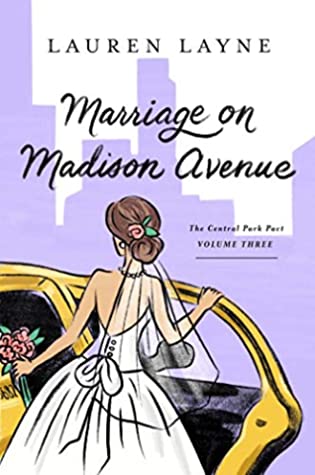 LAUREN LAYNE
Marriage on
Madison Avenue
The Central Park Pact
VOLUME THREE